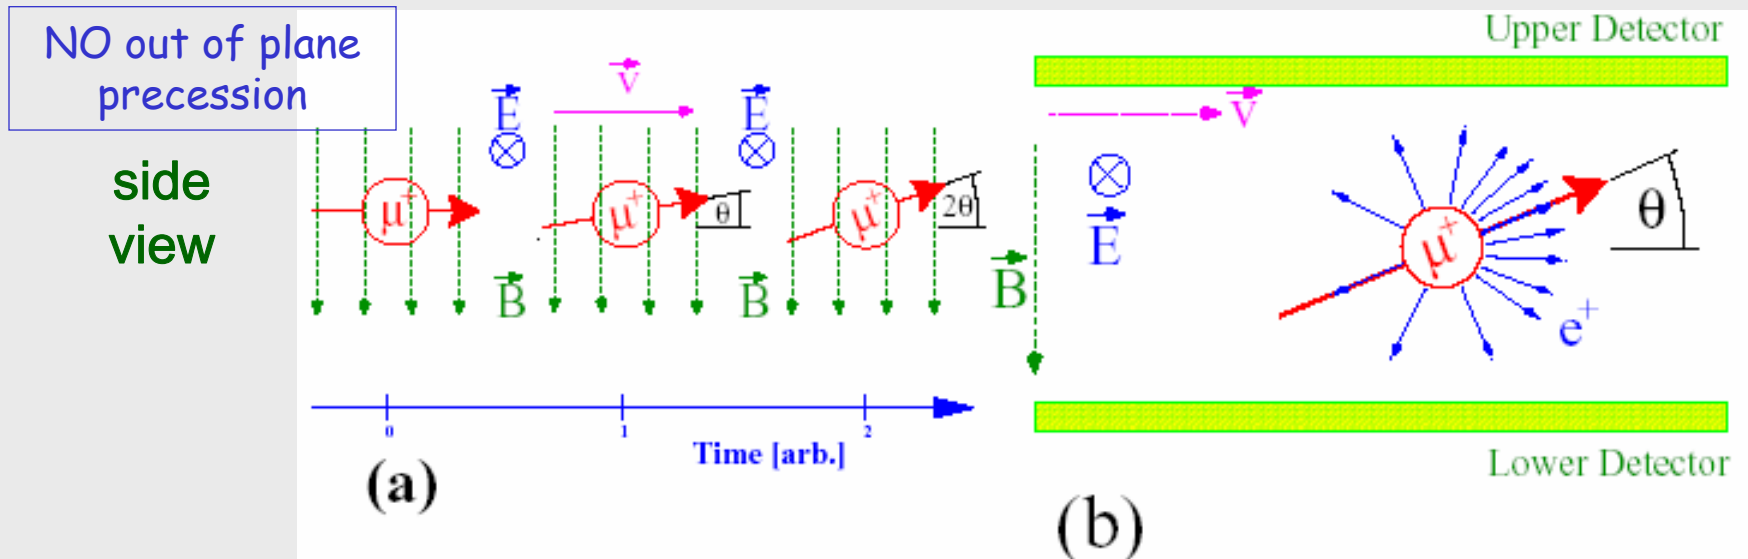 NO out of plane
precession
side
view
E
v
E
μ+
μ+
θ
μ+
2θ
B
B
0
1
2
Time [arb.]
(a)
Upper Detector
v
E
B
μ+
θ
e+
Lower Detector
(b)